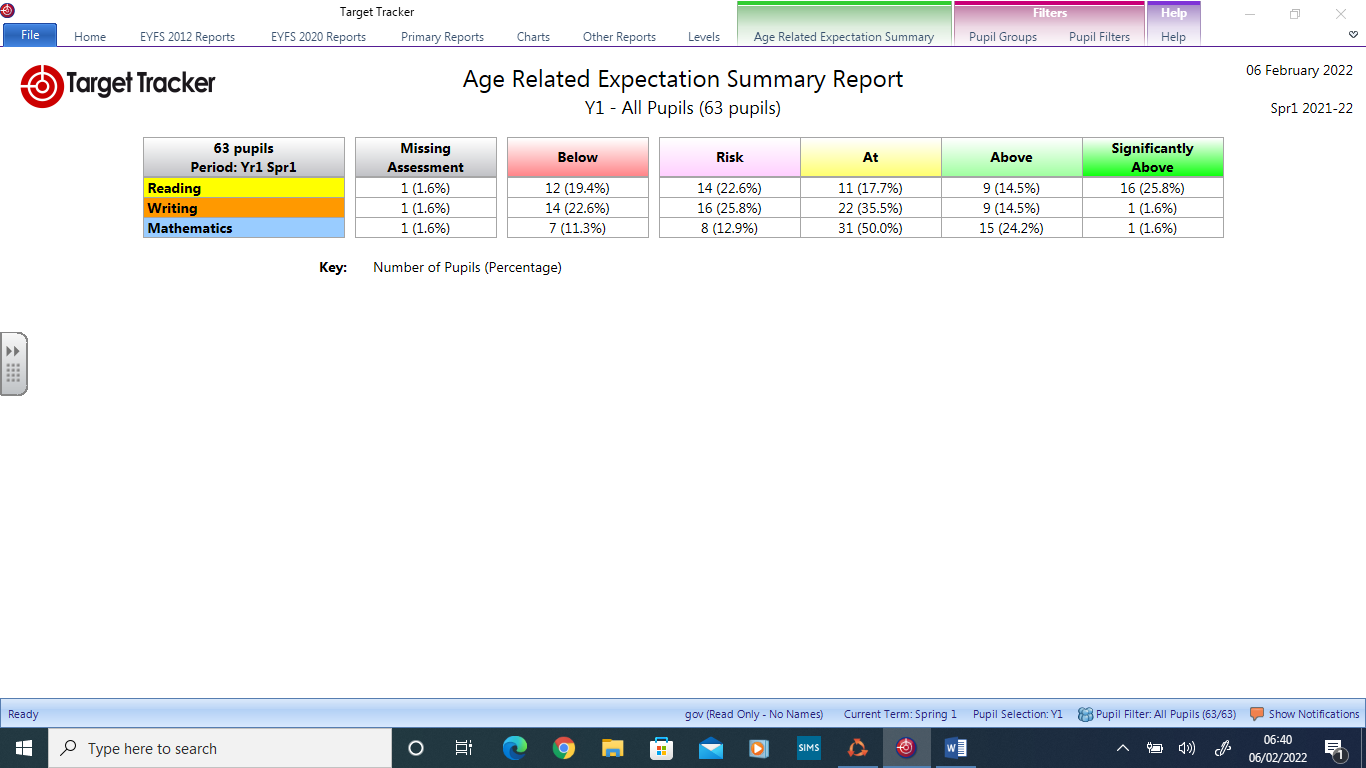 Target Tracker
Filters
Help
File Home EYFS 2012 Reports EYFS 2020 Reports Primary Reports Charts Other Reports Levels Age Related Expectation Summary Pupil Groups Pupil Filters Help
Target Tracker
Age Related Expectation Summary Report
06 February 2022
Y1 - All Pupils (63 pupils)
Spr1 2021-22
63 pupils
Period: Yr1 Spr1
Missing
Assessment
Below
Risk
At
Above
Significantly
Above
Reading 1 (1.6%) 12 (19.4%) 14 (22.6%) 11 (17.7%) 9 (14.5%) 16 (25.8%)
Writing 1 (1.6%) 14 (22.6%) 16 (25.8%) 22 (35.5%) 9 (14.5%) 1 (1.6%)
Mathematics 1 (1.6%) 7 (11.3%) 8 (12.9%) 31 (50.0%) 15 (24.2%) 1 (1.6%)
Key: Number of Pupils (Percentage)
Ready gov (Read Only - No Names) Current Term: Spring 1 Pupil Selection: Y1 Pupil Filter: All Pupils (63/63) Show Notifications
Type here to search
SIMS
06:40
06/02/2022
1